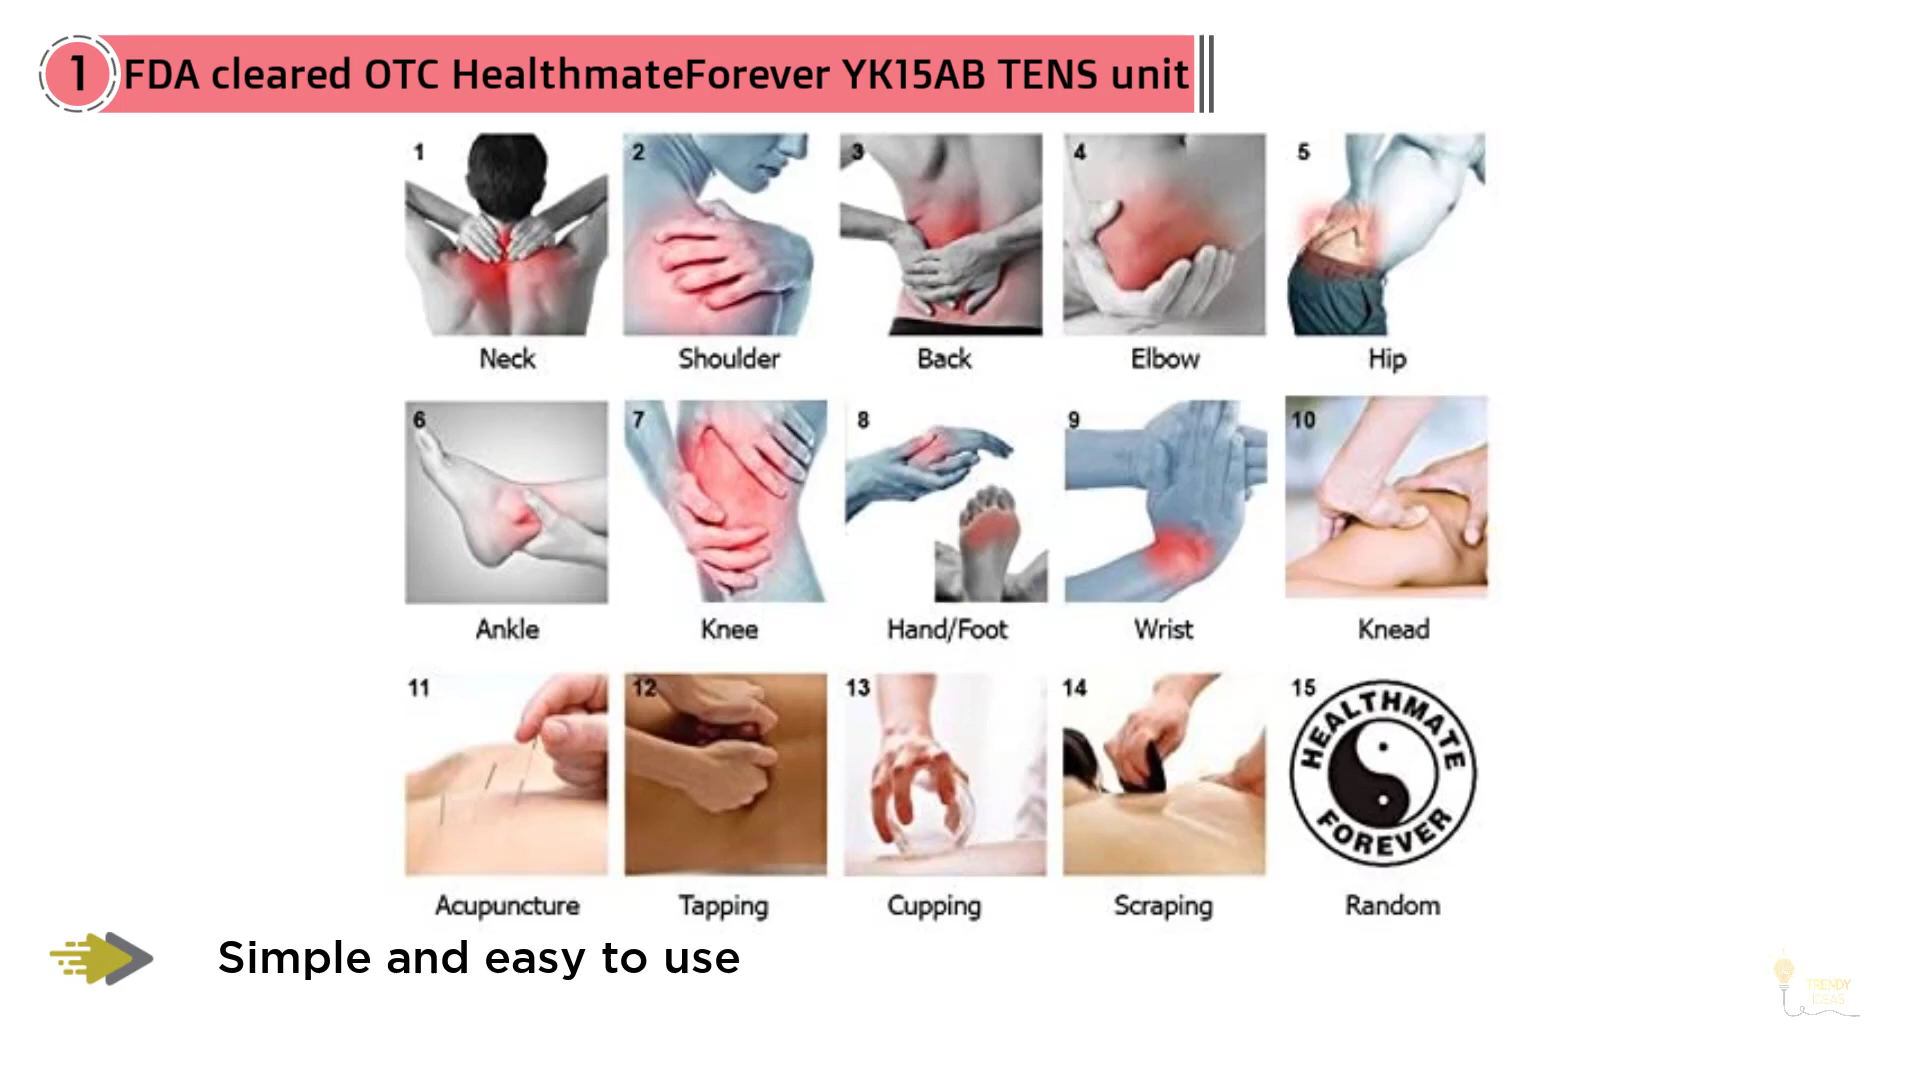 1 FDA cleared OTC HealthmateForever YK15AB TENS unit
1 2 3 4 5
Neck Shoulder Back Elbow Hip
6 7 8 9 10
Ankle Knee Hand/Foot Wrist Knead
11 12 13 14 15
HEALTHMATE
FOREVER
Acupuncture Tapping Cupping Scraping Random
Simple and easy to use
TRENDY
IDEAS